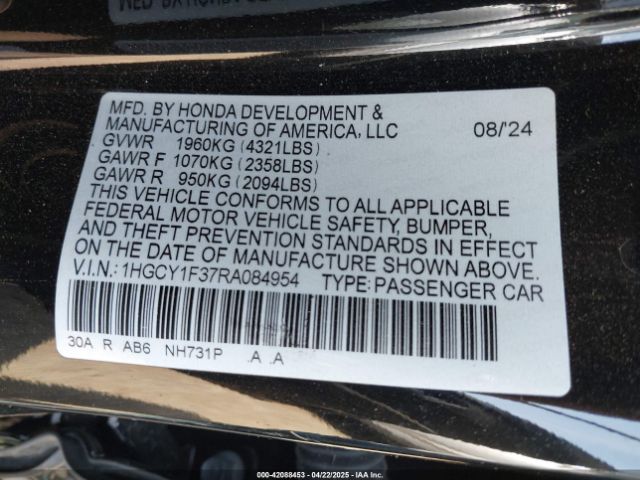 MFD. BY HONDA DEVELOPMENT &
MANUFACTURING OF AMERICA, LLC 08/'24
GVWR 1960KG (4321LBS)
GAWR F 1070KG (2358LBS)
GAWR R 950KG (2094LBS)
THIS VEHICLE CONFORMS TO ALL APPLICABLE
FEDERAL MOTOR VEHICLE SAFETY, BUMPER,
AND THEFT PREVENTION STANDARDS IN EFFECT
ON THE DATE OF MANUFACTURE SHOWN ABOVE.
V.I.N.: 1HGCY1F37RA084954 TYPE: PASSENGER CAR
30A R AB6 NH731P .A .A
000-42088453 - 04/22/2025 - IAA Inc.